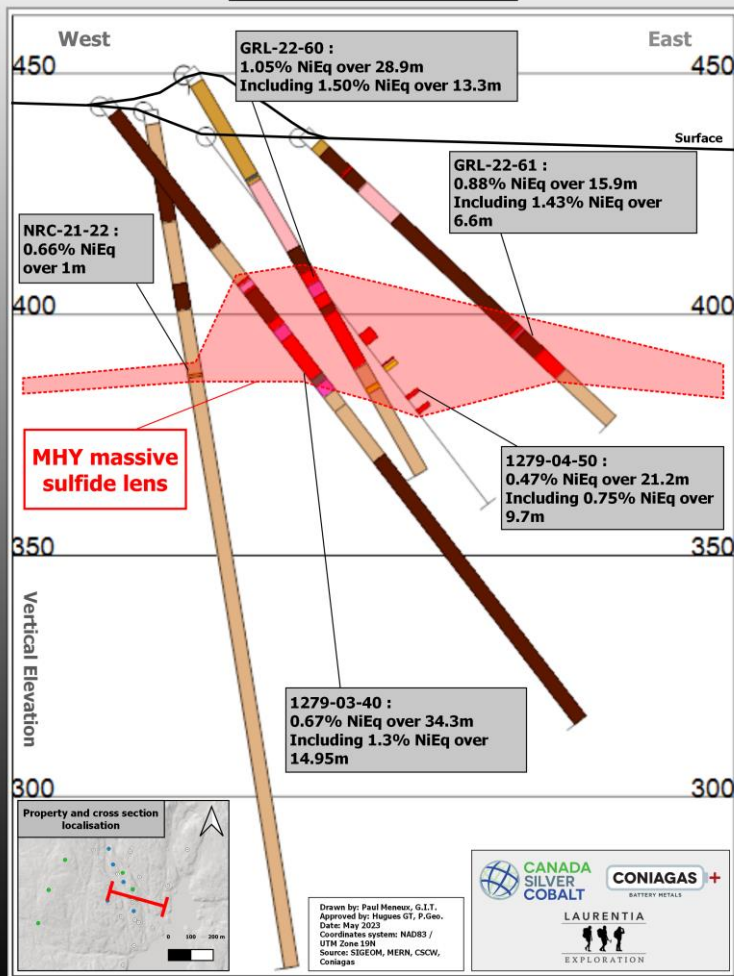 West
East
450
450
GRL-22-60 :
1.05% NiEq over 28.9m
Including 1.50% NiEq over 13.3m
Surface
GRL-22-61 :
0.88% NiEq over 15.9m
Including 1.43% NiEq over
6.6m
NRC-21-22 :
0.66% NiEq
over 1m
400
400
MHY massive
sulfide lens
1279-04-50 :
0.47% NiEq over 21.2m
Including 0.75% NiEq over
9.7m
350
350
Vertical Elevation
1279-03-40 :
0.67% NiEq over 34.3m
Including 1.3% NiEq over
14.95m
300
300
Property and cross section
localisation
0 100 200 m
Drawn by: Paul Meneux, G.I.T.
Approved by: Hugues GT, P.Geo.
Date: May 2023
Coordinates system: NAD83 /
UTM Zone 19N
Source: SIGEOM, MERN, CSCW,
Coniagas
CANADA
SILVER
COBALT
CONIAGAS +
BATTERY METALS
LAURENTIA
EXPLORATION